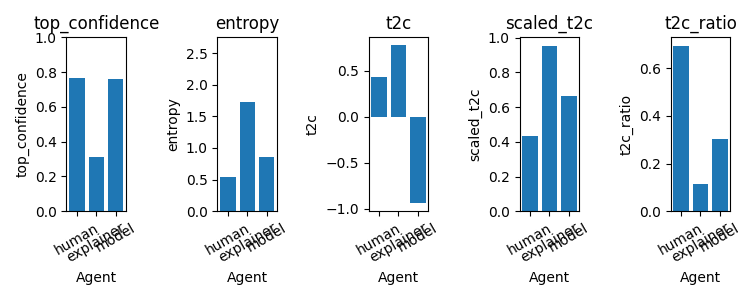 top_confidence
1.0
0.8
0.6
0.4
0.2
0.0
top_confidence
human
explainer
model
Agent
entropy
2.5
2.0
1.5
1.0
0.5
0.0
entropy
human
explainer
model
Agent
t2c
0.5
0.0
−0.5
−1.0
t2c
human
explainer
model
Agent
scaled_t2c
1.0
0.8
0.6
0.4
0.2
0.0
scaled_t2c
human
explainer
model
Agent
t2c_ratio
0.6
0.4
0.2
0.0
t2c_ratio
human
explainer
model
Agent